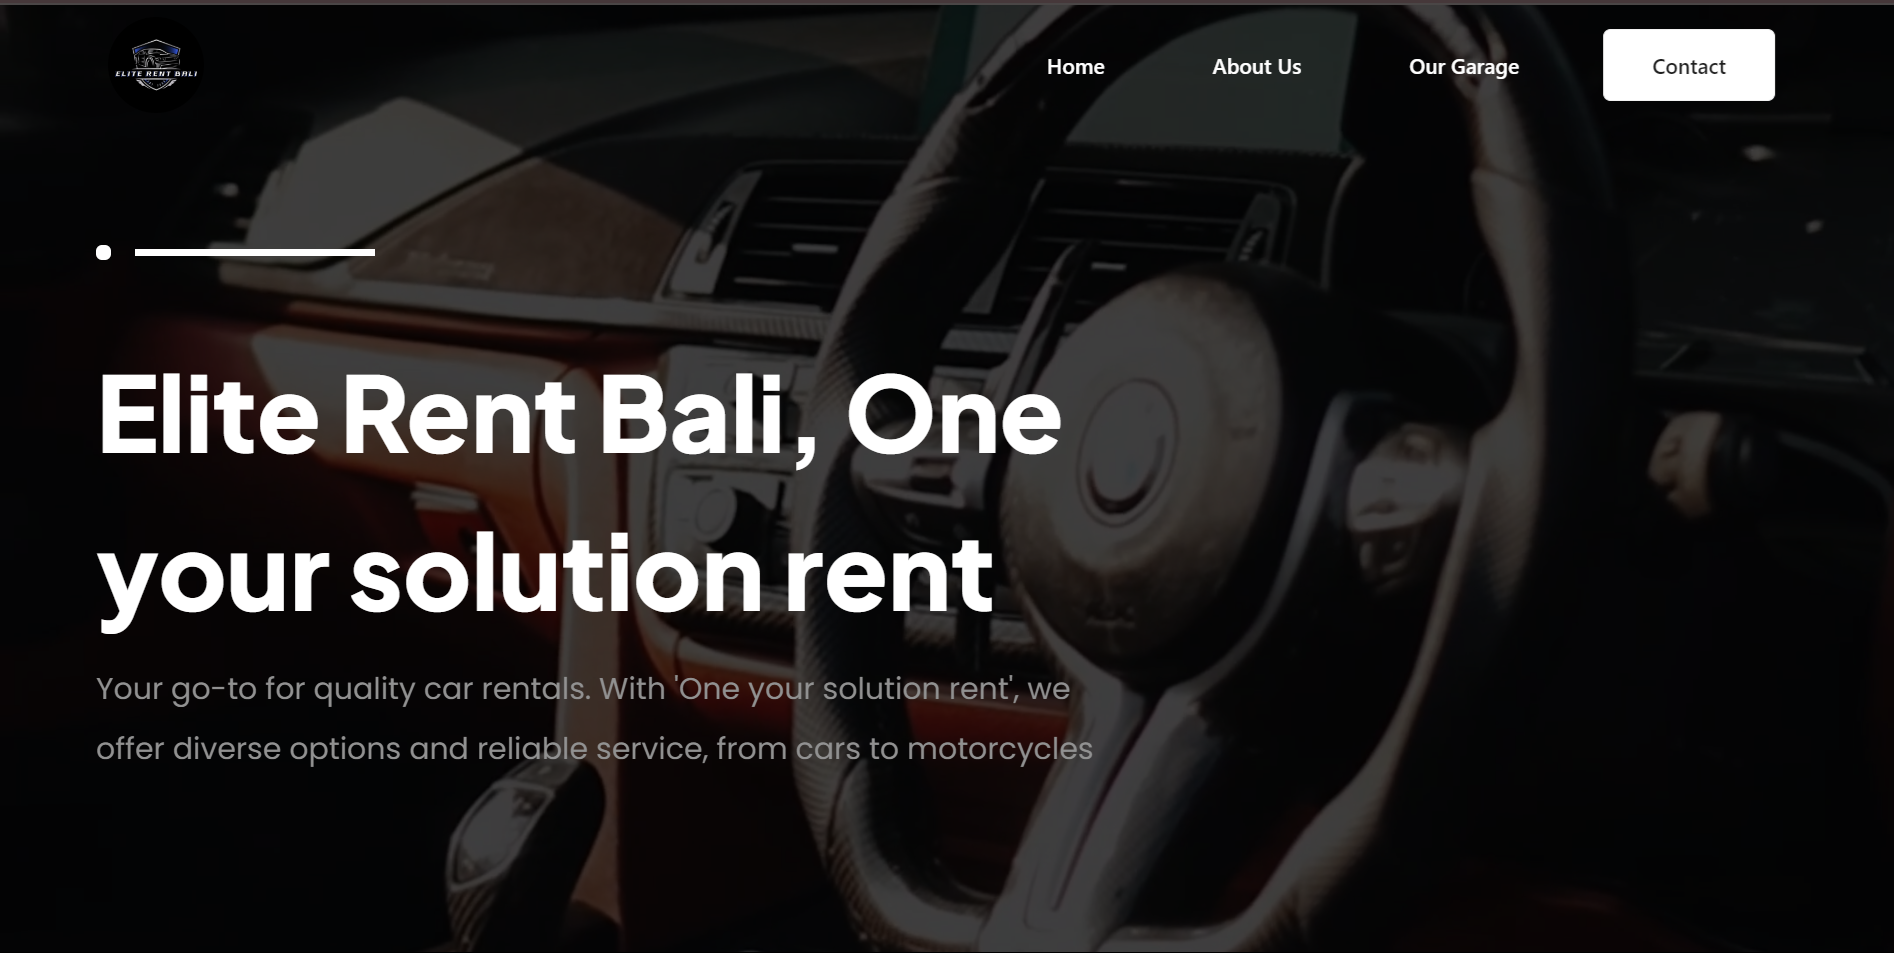 ELITE RENT BALI
Home
About Us
Our Garage
Contact
Elite Rent Bali, One
your solution rent
Your go-to for quality car rentals. With 'One your solution rent', we
offer diverse options and reliable service, from cars to motorcycles